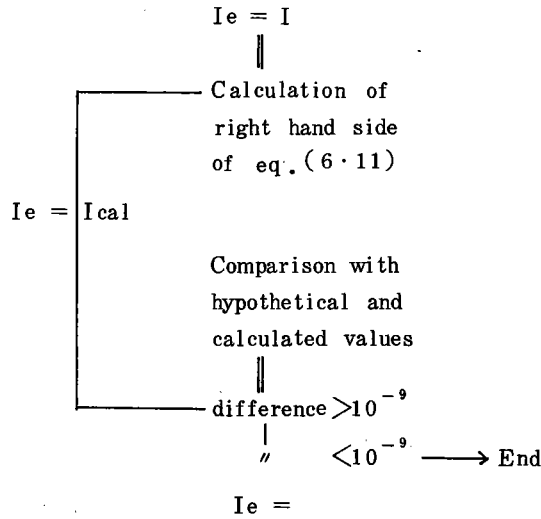 Ie = I
Calculation of
right hand side
of eq. (6·11)
Ie = Ical
Comparison with
hypothetical and
calculated values
difference >10⁻⁹
〃 <10⁻⁹ → End
Ie =